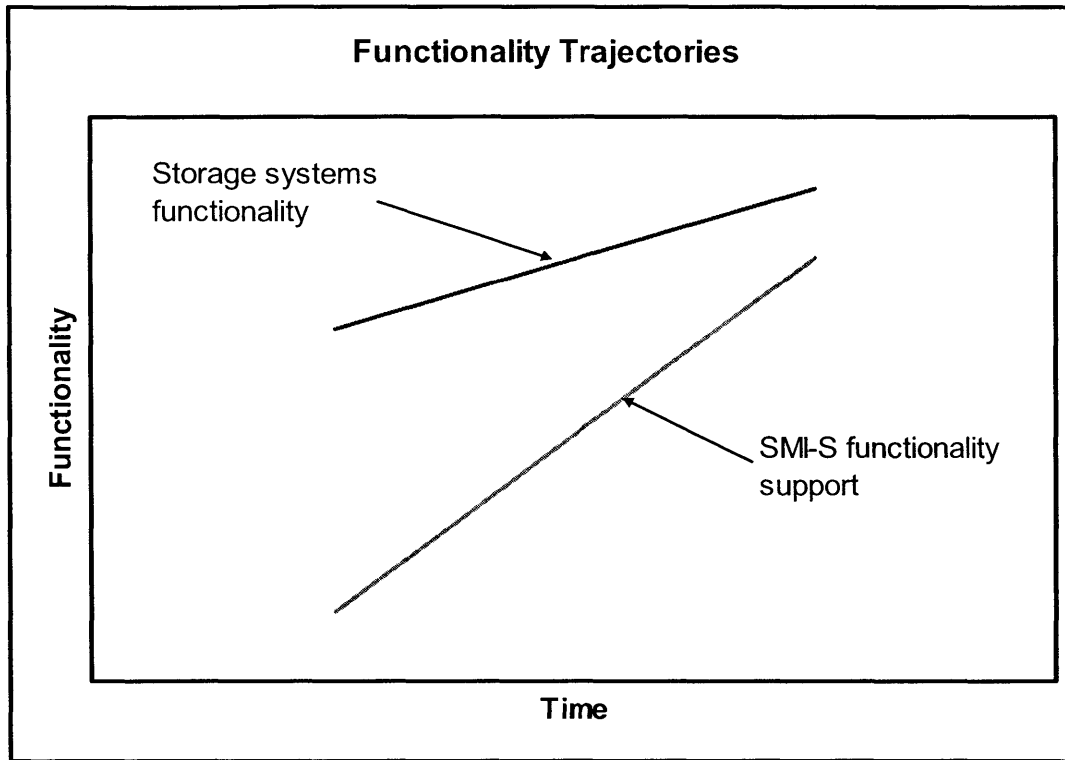 Functionality Trajectories
Storage systems
functionality
Functionality
SMI-S functionality
support
Time